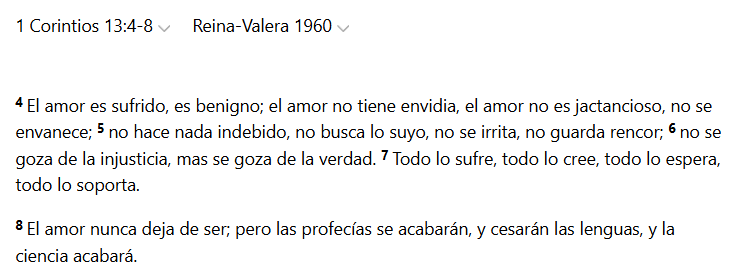 1 Corintios 13:4-8 Reina-Valera 1960
4 El amor es sufrido, es benigno; el amor no tiene envidia, el amor no es jactancioso, no se
envanece; 5 no hace nada indebido, no busca lo suyo, no se irrita, no guarda rencor; 6 no se
goza de la injusticia, mas se goza de la verdad. 7 Todo lo sufre, todo lo cree, todo lo espera,
todo lo soporta.
8 El amor nunca deja de ser; pero las profecías se acabarán, y cesarán las lenguas, y la
ciencia acabará.